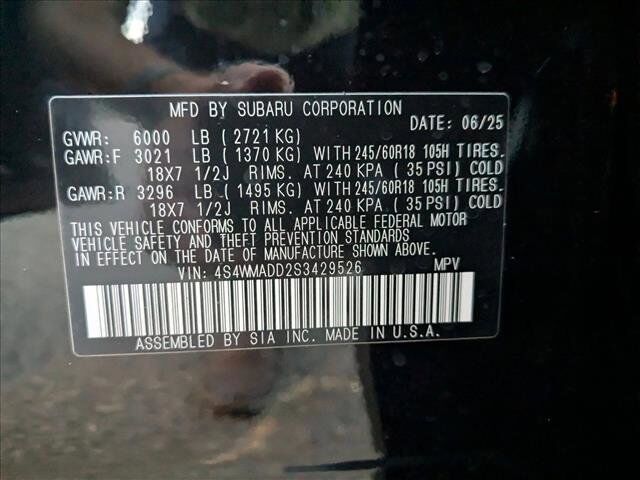 MFD BY SUBARU CORPORATION
GVWR: 6000 LB (2721 KG) DATE: 06/25
GAWR:F 3021 LB (1370 KG) WITH 245/60R18 105H TIRES.
18X7 1/2J RIMS. AT 240 KPA (35 PSI) COLD
GAWR:R 3296 LB (1495 KG) WITH 245/60R18 105H TIRES.
18X7 1/2J RIMS. AT 240 KPA (35 PSI) COLD
THIS VEHICLE CONFORMS TO ALL APPLICABLE FEDERAL MOTOR
VEHICLE SAFETY AND THEFT PREVENTION STANDARDS
IN EFFECT ON THE DATE OF MANUFACTURE SHOWN ABOVE.
VIN: 4S4WMADD2S3429526 MPV
ASSEMBLED BY SIA INC. MADE IN U.S.A.